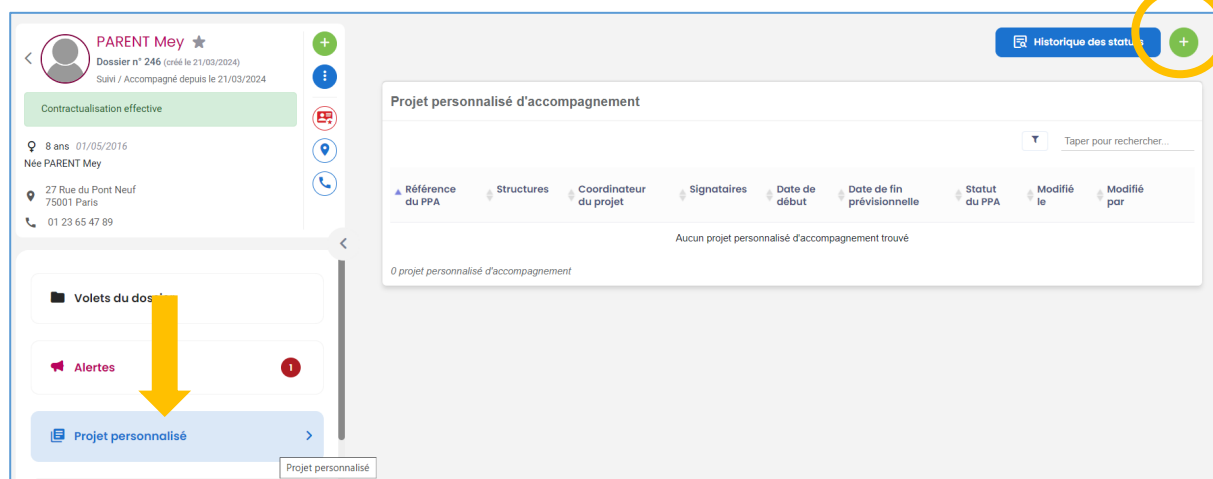 PARENT Mey
Dossier n° 246 (créé le 21/03/2024)
Suivi / Accompagné depuis le 21/03/2024
Contractualisation effective
8 ans 01/05/2016
Née PARENT Mey
27 Rue du Pont Neuf
75001 Paris
01 23 65 47 89
Volets du
Alertes
1
Projet personnalisé
Projet personnalisé
Historique des statuts
Projet personnalisé d'accompagnement
Taper pour rechercher...
Référence du PPA
Structures
Coordinateur du projet
Signataires
Date de début
Date de fin prévisionnelle
Statut du PPA
Modifié le
Modifié par
Aucun projet personnalisé d'accompagnement trouvé
0 projet personnalisé d'accompagnement